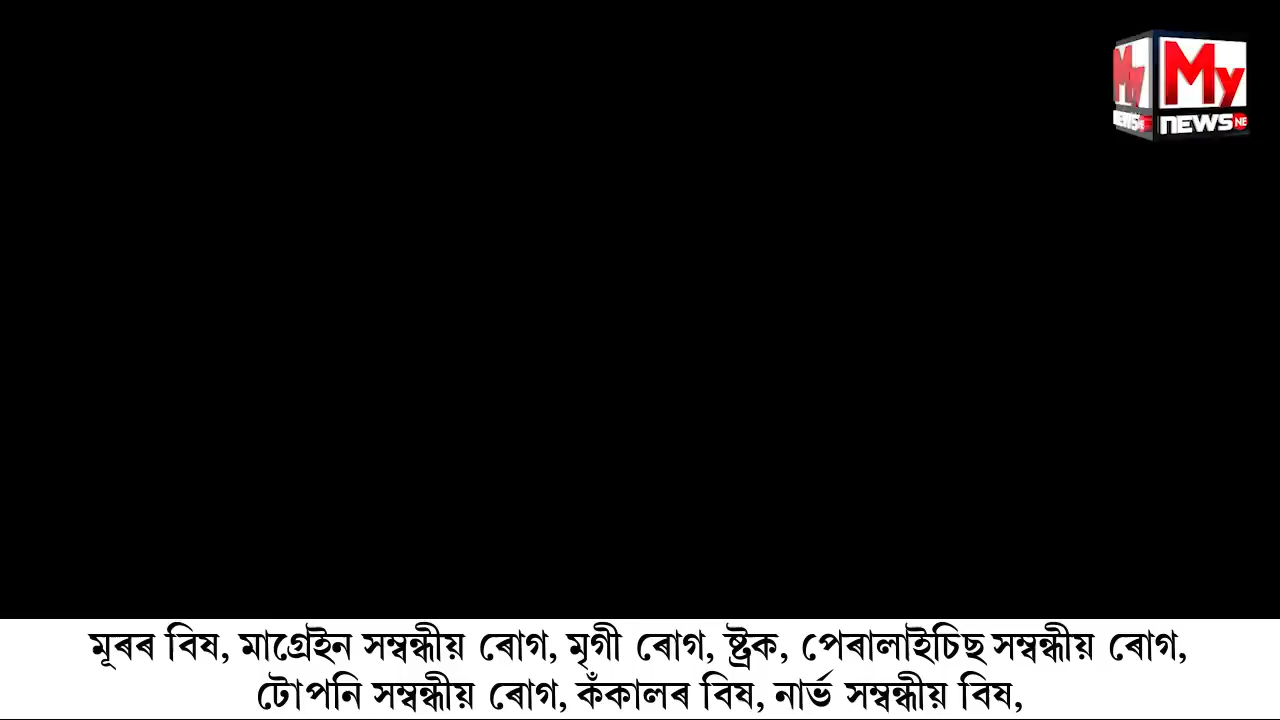 My
NEWS NE
মূৰৰ বিষ, মাগ্ৰেইন সম্বন্ধীয় ৰোগ, মৃগী ৰোগ, ষ্ট্ৰক, পেৰালাইচিছ সম্বন্ধীয় ৰোগ,
টোপনি সম্বন্ধীয় ৰোগ, কঁকালৰ বিষ, নাৰ্ভ সম্বন্ধীয় বিষ,